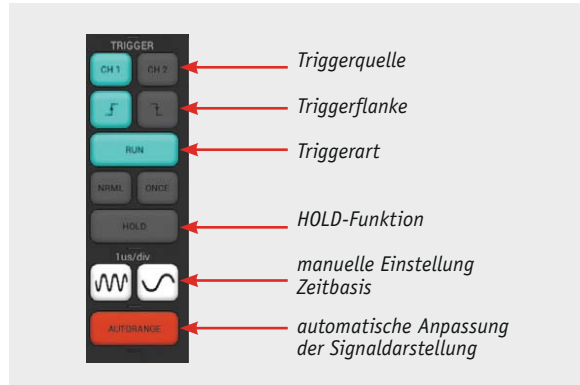 TRIGGER
CH 1 CH 2 Triggerquelle
Triggerflanke
RUN Triggerart
NRML ONCE
HOLD HOLD-Funktion
1us/div
manuelle Einstellung
Zeitbasis
AUTORANGE
automatische Anpassung
der Signaldarstellung